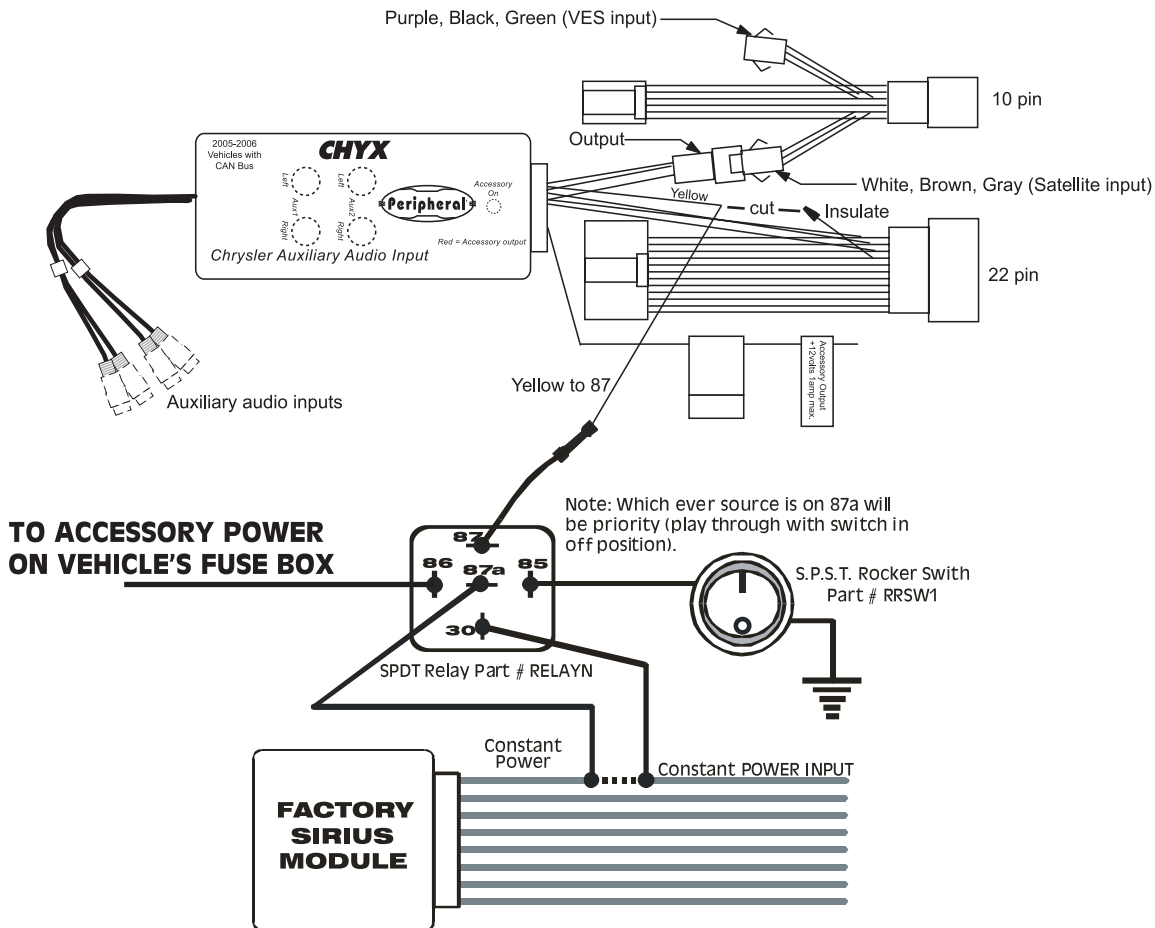 Purple, Black, Green (VES input)
10 pin
Output
2005-2006
Vehicles with
CAN Bus
CHYX
Left
Aux1
Right
Left
Aux2
Right
Peripheral
Accessory
On
Red = Accessory output
Chrysler Auxiliary Audio Input
White, Brown, Gray (Satellite input)
Yellow
cut
Insulate
22 pin
Accessory Output
+12volts 1amp max.
Yellow to 87
Auxiliary audio inputs
Note: Which ever source is on 87a will
be priority (play through with switch in
off position).
TO ACCESSORY POWER
ON VEHICLE'S FUSE BOX
87
86
87a
85
30
S.P.S.T. Rocker Swith
Part # RRSW1
SPDT Relay Part # RELAYN
Constant
Power
Constant POWER INPUT
FACTORY
SIRIUS
MODULE